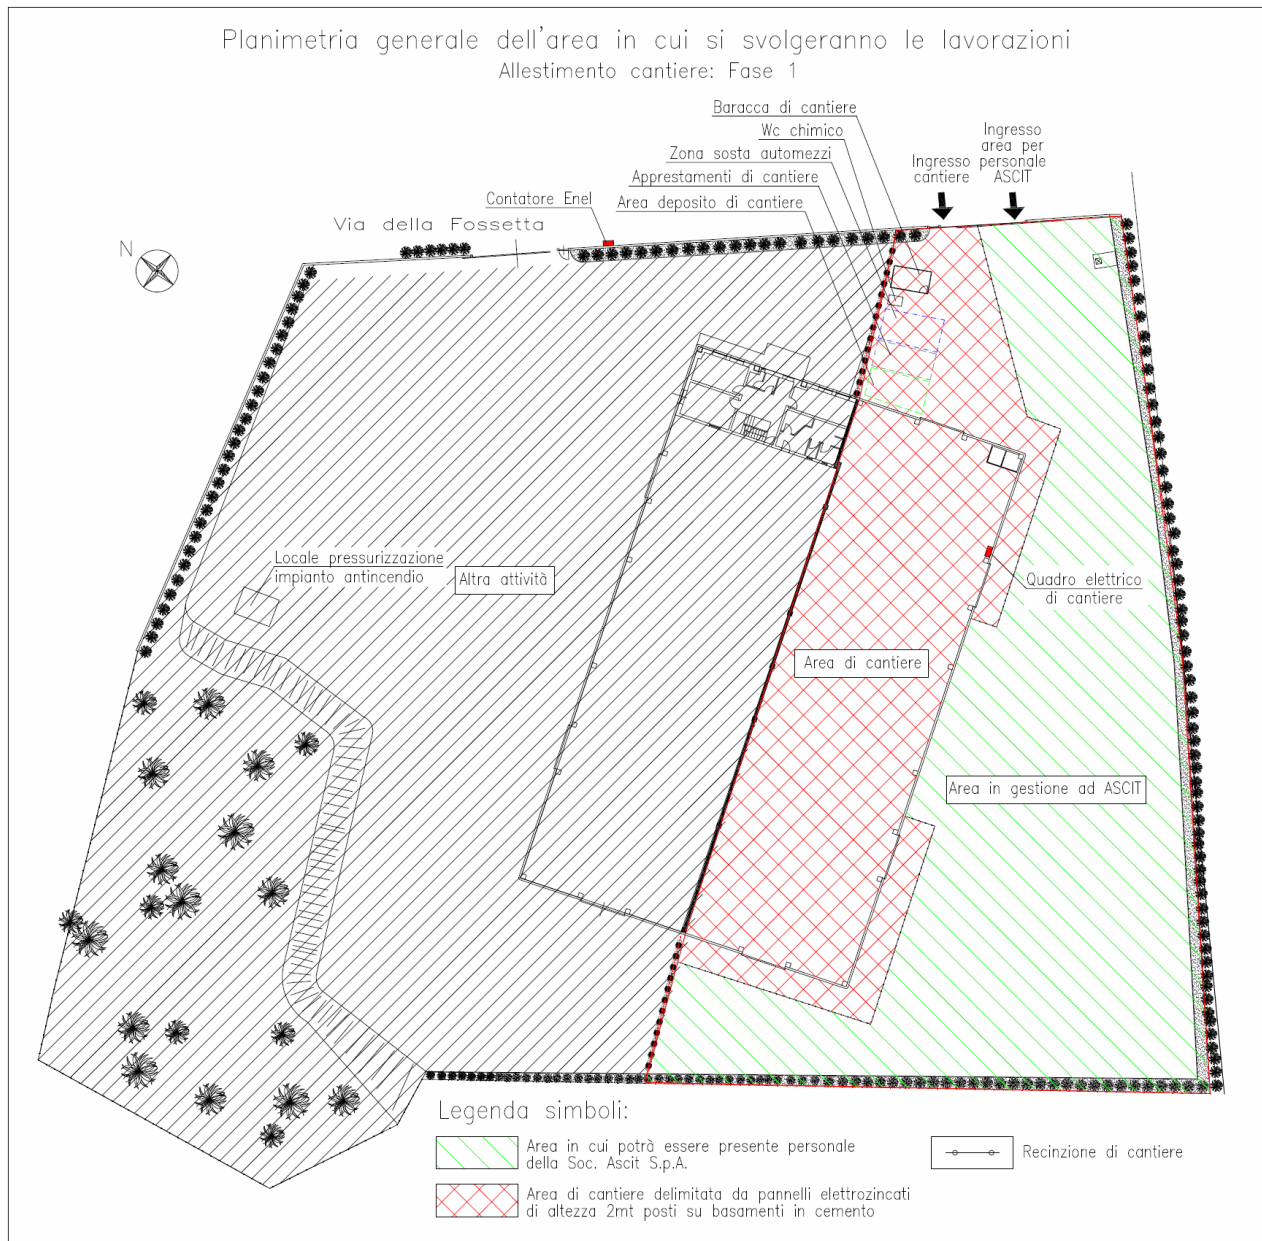 Planimetria generale dell'area in cui si svolgeranno le lavorazioni
Allestimento cantiere: Fase 1
Baracca di cantiere
Wc chimico
Zona sosta automezzi
Apprestamenti di cantiere
Area deposito di cantiere
Ingresso
cantiere
Ingresso
area per
personale
ASCIT
Contatore Enel
Via della Fossetta
N
Locale pressurizzazione
impianto antincendio
Altra attività
Quadro elettrico
di cantiere
Area di cantiere
Area in gestione ad ASCIT
Legenda simboli:
Area in cui potrà essere presente personale
della Soc. Ascit S.p.A.
Recinzione di cantiere
Area di cantiere delimitata da pannelli elettrozincati
di altezza 2mt posti su basamenti in cemento